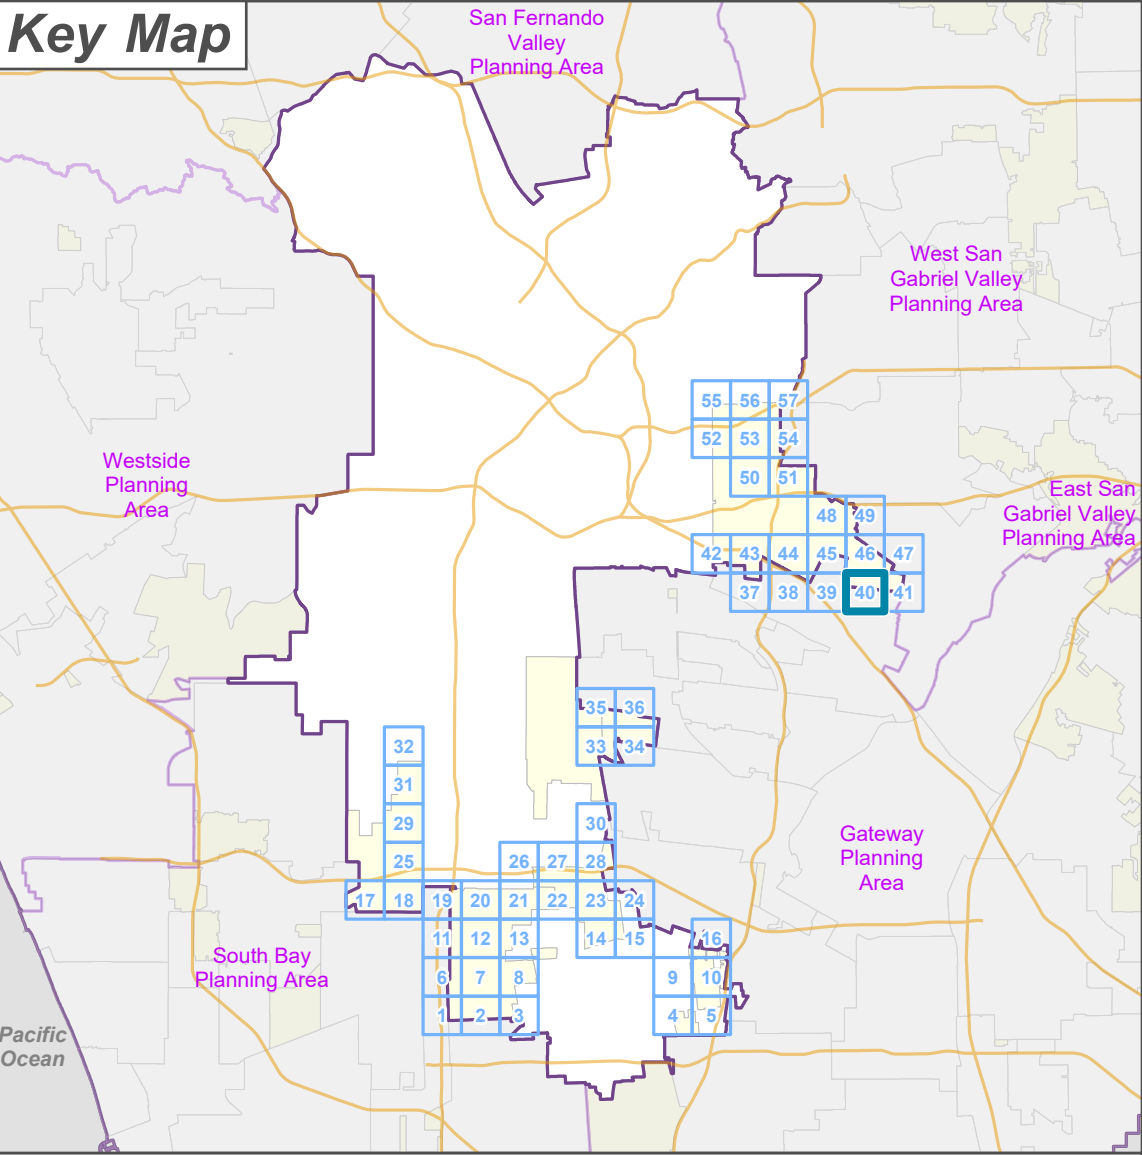 Key Map
San Fernando
Valley
Planning Area
West San
Gabriel Valley
Planning Area
55 56 57
52 53 54
Westside
Planning
Area
50 51
East San
Gabriel Valley
Planning Area
48 49
42 43 44 45 46 47
37 38 39 40 41
35 36
33 34
32
31
29
30
Gateway
Planning
Area
25 26 27 28
17 18 19 20 21 22 23 24
11 12 13 14 15 16
South Bay
Planning Area
6 7 8 9 10
1 2 3 4 5
Pacific
Ocean